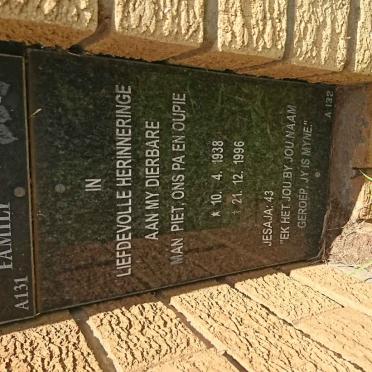 IN
LIEFDEVOLLE HERINNERINGE
AAN MY DIERBARE
MAN PIET, ONS PA EN OUPIE
* 10. 4. 1938
† 21. 12. 1996
JESAJA: 43
"EK HET JOU BY JOU NAAM
GEROEP, JY IS MYNE."
A 132
FAMILY
A131